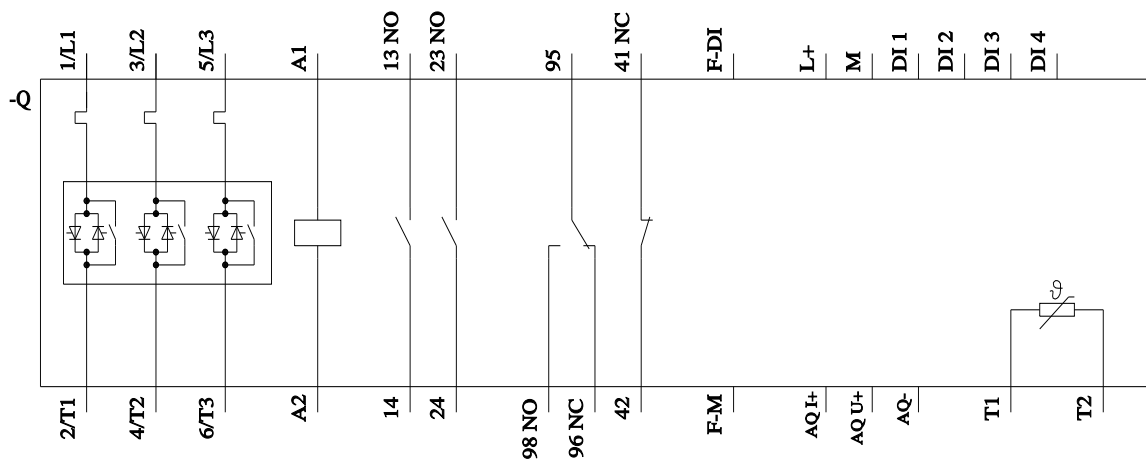 1/L1
3/L2
5/L3
A1
13 NO
23 NO
95
41 NC
F-DI
L+
M
DI 1
DI 2
DI 3
DI 4
-Q
ϑ
2/T1
4/T2
6/T3
A2
14
24
98 NO
96 NC
42
F-M
AQ I+
AQ U+
AQ-
T1
T2